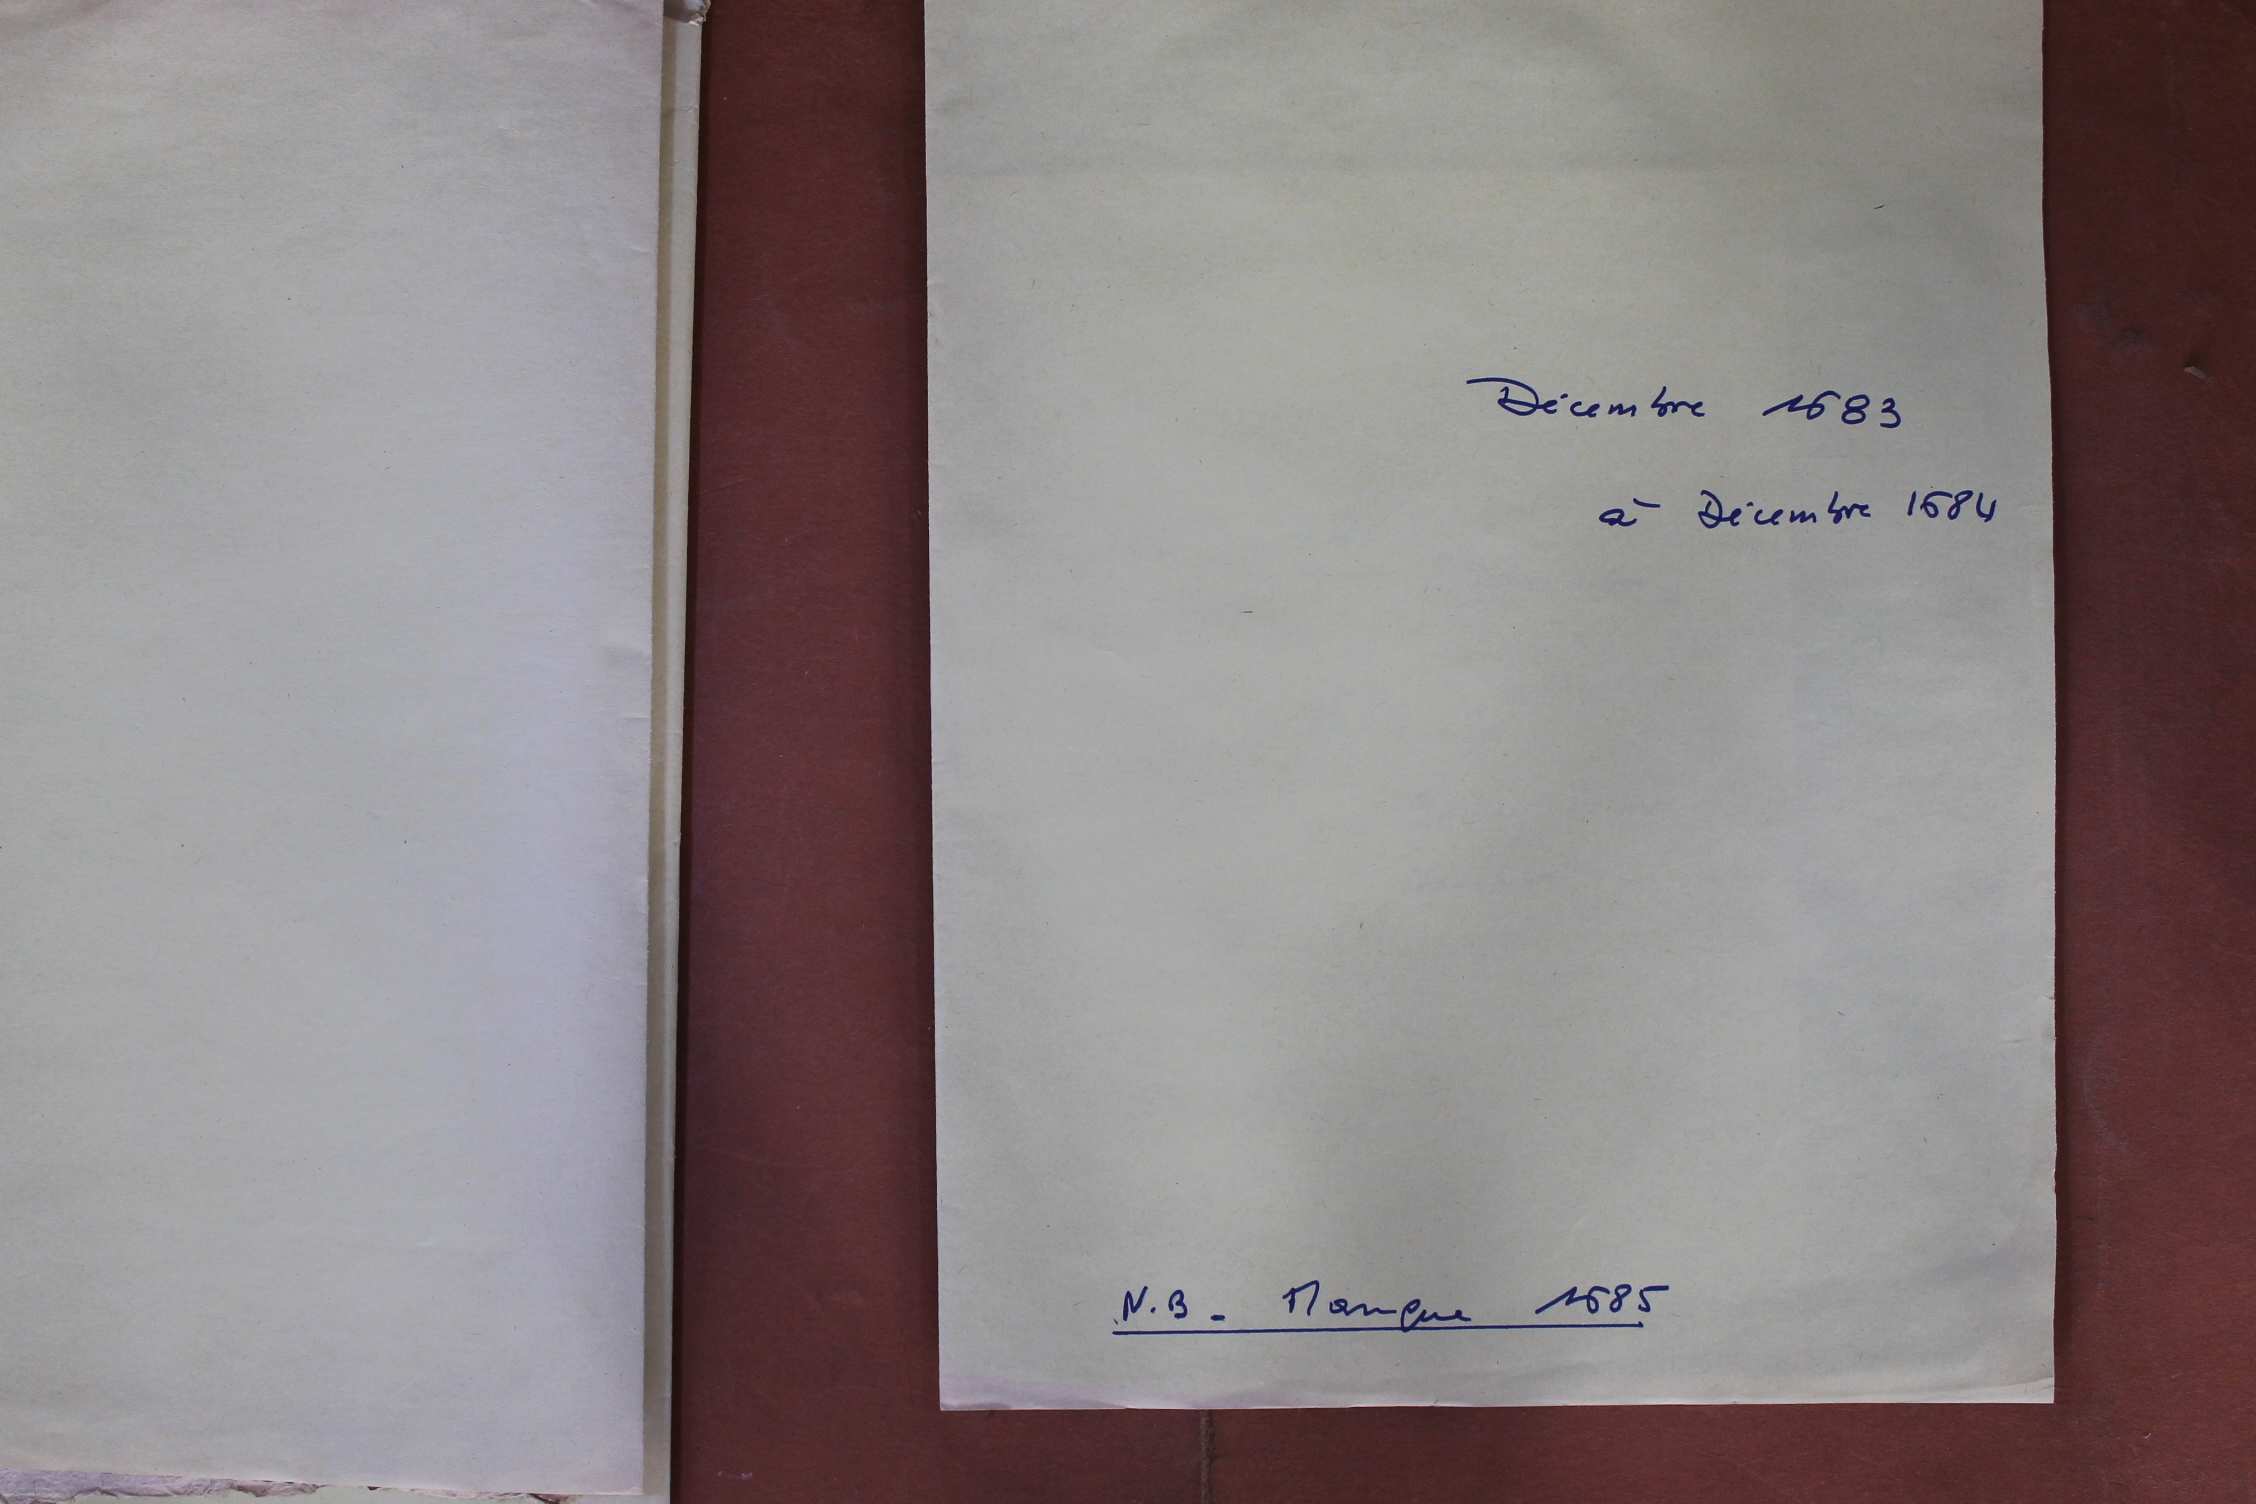 Décembre 1683
à Décembre 1684
N.B - Manque 1685